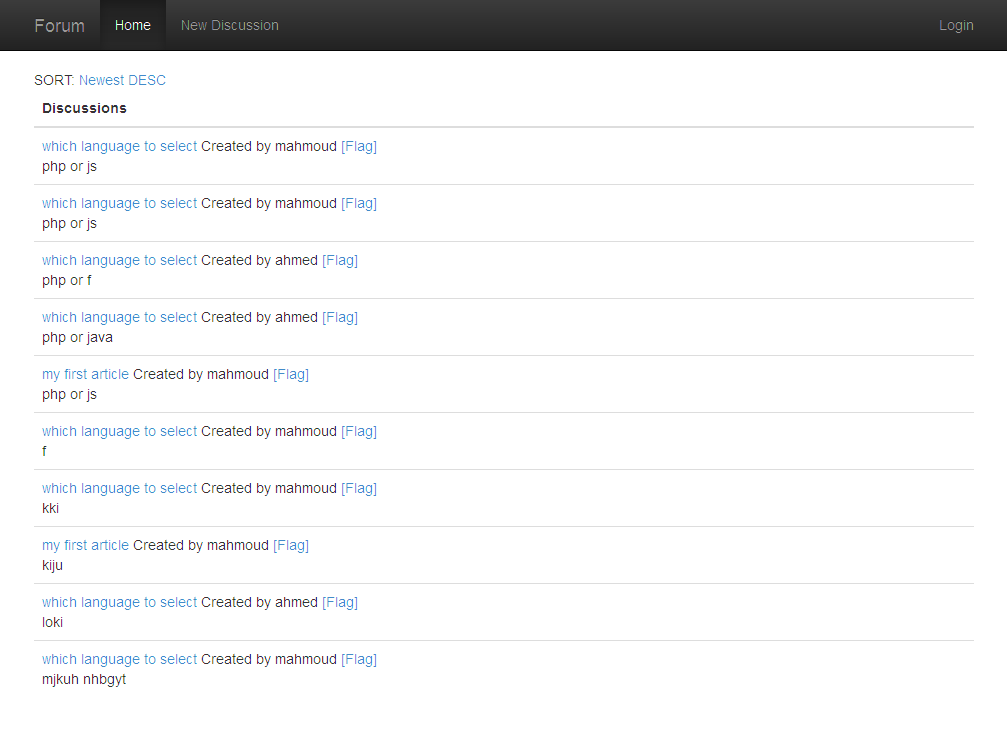 Forum Home New Discussion Login
SORT: Newest DESC
Discussions
which language to select Created by mahmoud [Flag]
php or js
which language to select Created by mahmoud [Flag]
php or js
which language to select Created by ahmed [Flag]
php or f
which language to select Created by ahmed [Flag]
php or java
my first article Created by mahmoud [Flag]
php or js
which language to select Created by mahmoud [Flag]
f
which language to select Created by mahmoud [Flag]
kki
my first article Created by mahmoud [Flag]
kiju
which language to select Created by ahmed [Flag]
loki
which language to select Created by mahmoud [Flag]
mjkuh nhbgyt